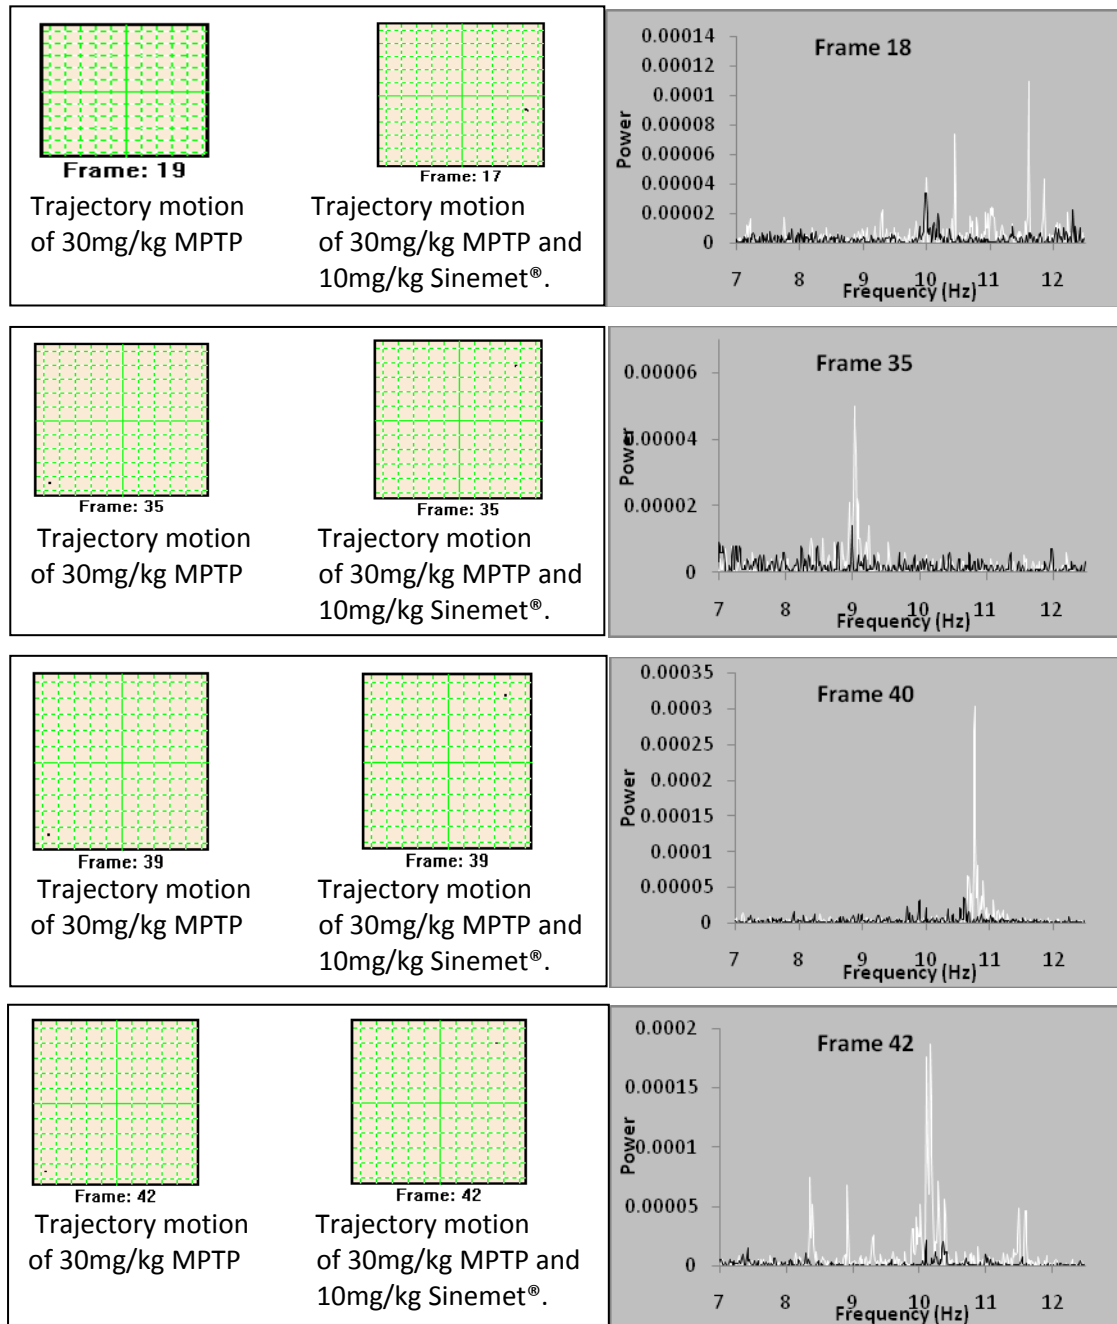 Frame: 19
Trajectory motion
of 30mg/kg MPTP
Frame: 17
Trajectory motion
of 30mg/kg MPTP and
10mg/kg Sinemet®.
Frame 18
Power
0.00014
0.00012
0.0001
0.00008
0.00006
0.00004
0.00002
0
7 8 9 10 11 12
Frequency (Hz)
Frame: 35
Trajectory motion
of 30mg/kg MPTP
Frame: 35
Trajectory motion
of 30mg/kg MPTP and
10mg/kg Sinemet®.
Frame 35
Power
0.00006
0.00004
0.00002
0
7 8 9 10 11 12
Frequency (Hz)
Frame: 39
Trajectory motion
of 30mg/kg MPTP
Frame: 39
Trajectory motion
of 30mg/kg MPTP and
10mg/kg Sinemet®.
Frame 40
Power
0.00035
0.0003
0.00025
0.0002
0.00015
0.0001
0.00005
0
7 8 9 10 11 12
Frequency (Hz)
Frame: 42
Trajectory motion
of 30mg/kg MPTP
Frame: 42
Trajectory motion
of 30mg/kg MPTP and
10mg/kg Sinemet®.
Frame 42
Power
0.0002
0.00015
0.0001
0.00005
0
7 8 9 10 11 12
Frequency (Hz)